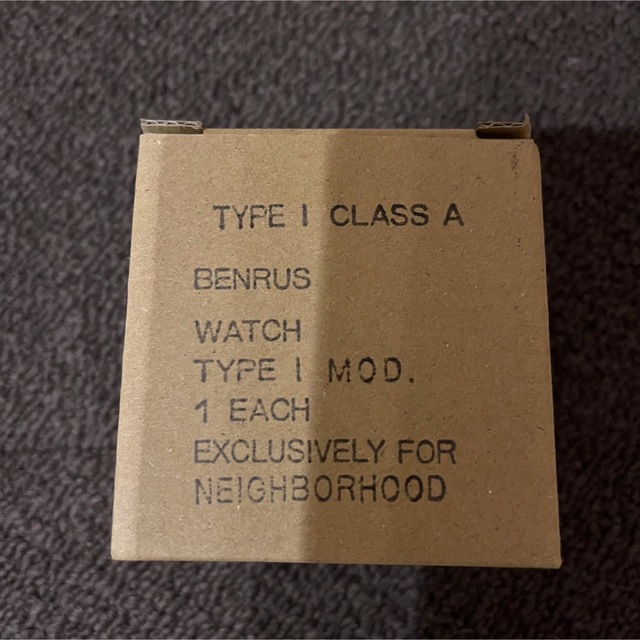 TYPE I CLASS A
BENRUS
WATCH
TYPE I MOD.
1 EACH
EXCLUSIVELY FOR
NEIGHBORHOOD